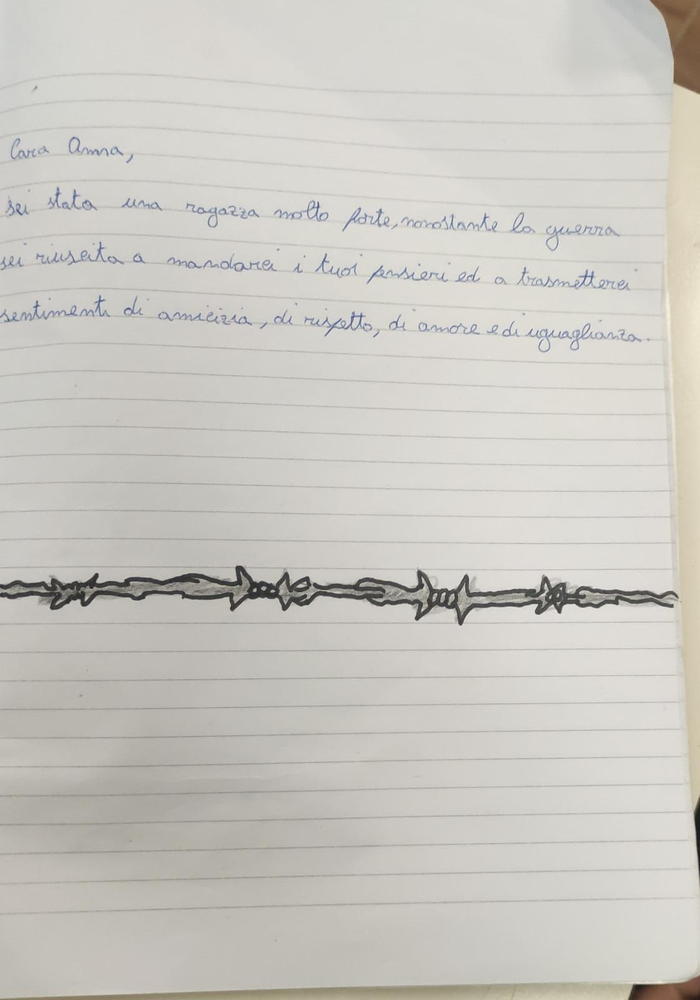 Cara Anna,
sei stata una ragazza molto forte, nonostante la guerra
sei riuscita a mandarci i tuoi pensieri ed a trasmetterci
sentimenti di amicizia, di rispetto, di amore e di uguaglianza.